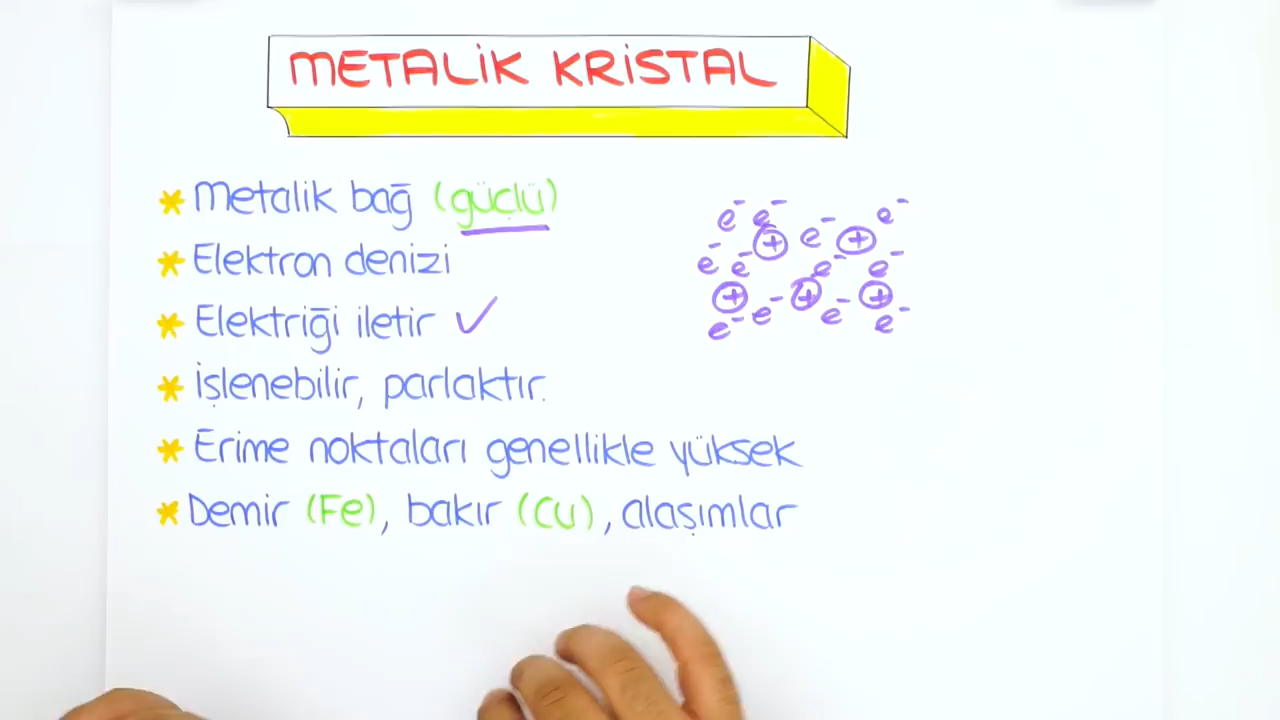 METALİK KRİSTAL
* Metalik bağ (güçlü)
* Elektron denizi
* Elektriği iletir ✓
* İşlenebilir, parlaktır.
* Erime noktaları genellikle yüksek
* Demir (Fe), bakır (Cu), alaşımlar
e⁻ e⁻ e⁻
+ e⁻ +
e⁻ e⁻ e⁻ e⁻
+ + +
e⁻ e⁻ e⁻ e⁻